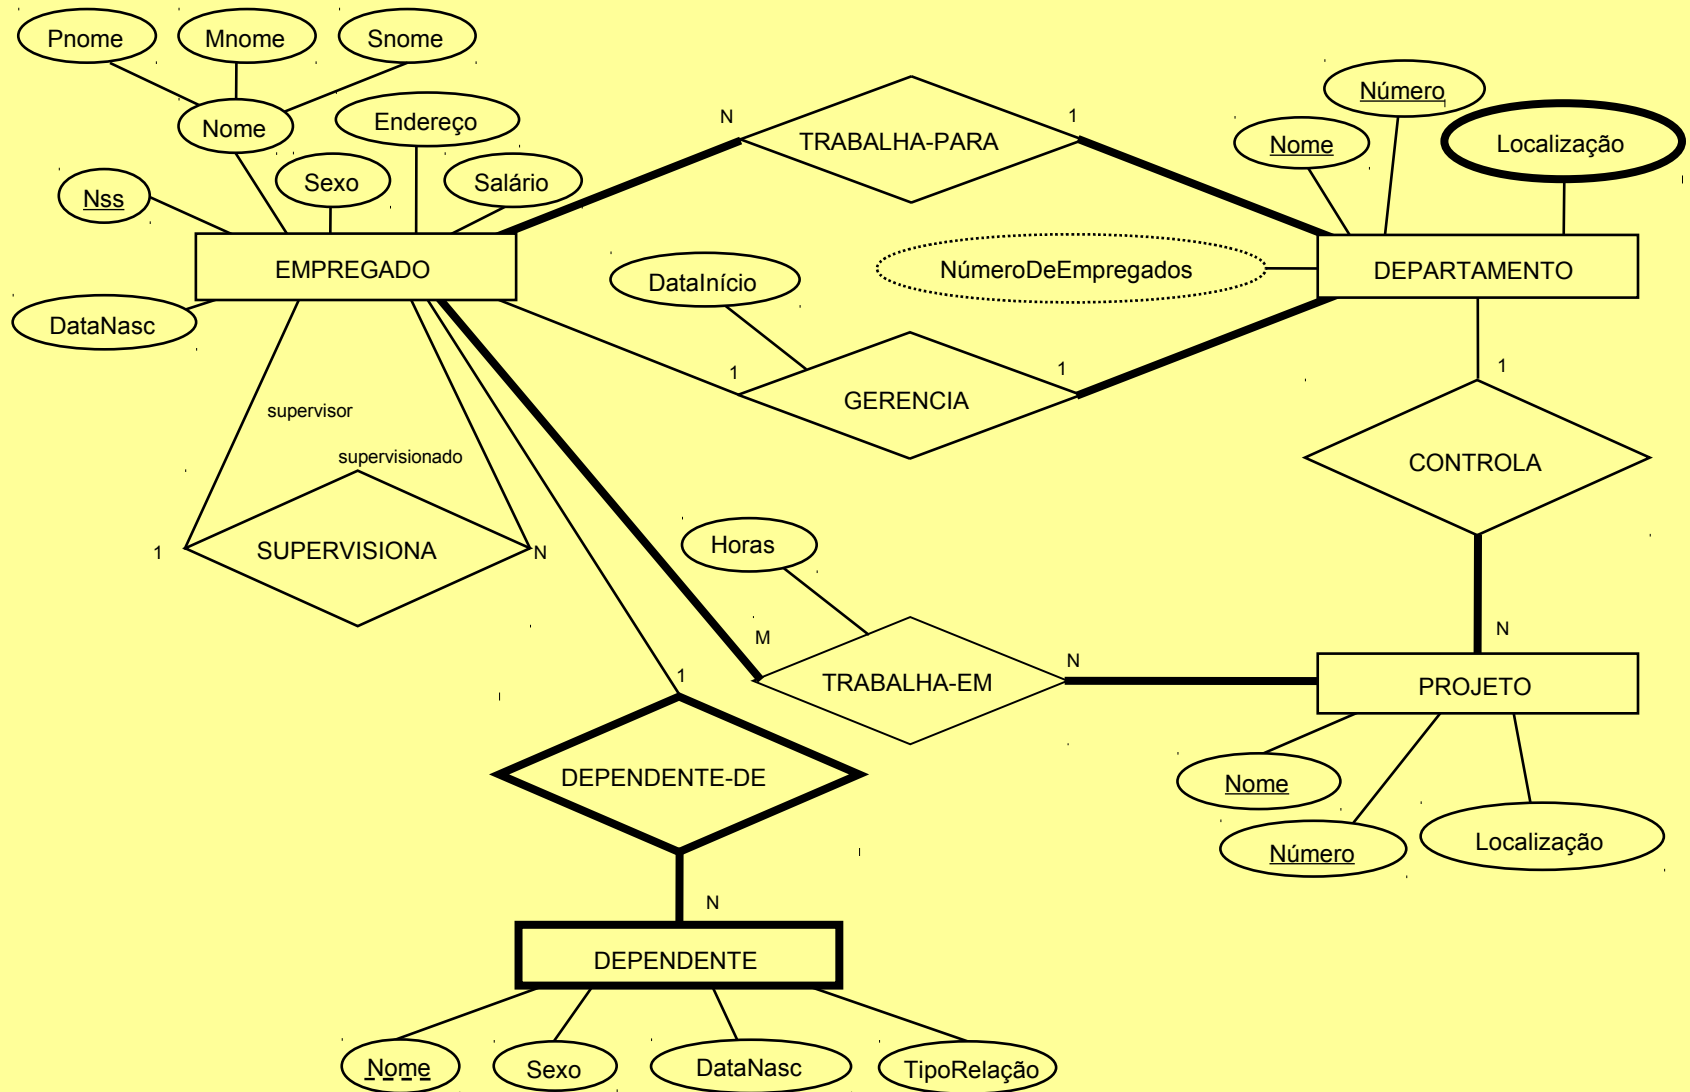 Pnome
Mnome
Snome
Nome
Endereço
Número
Nome
Localização
N
TRABALHA-PARA
1
Nss
Sexo
Salário
EMPREGADO
DataInício
NúmeroDeEmpregados
DEPARTAMENTO
DataNasc
1
GERENCIA
1
1
supervisor
supervisionado
CONTROLA
1
SUPERVISIONA
N
Horas
M
N
N
1
TRABALHA-EM
PROJETO
DEPENDENTE-DE
Nome
Número
Localização
N
DEPENDENTE
Nome
Sexo
DataNasc
TipoRelação